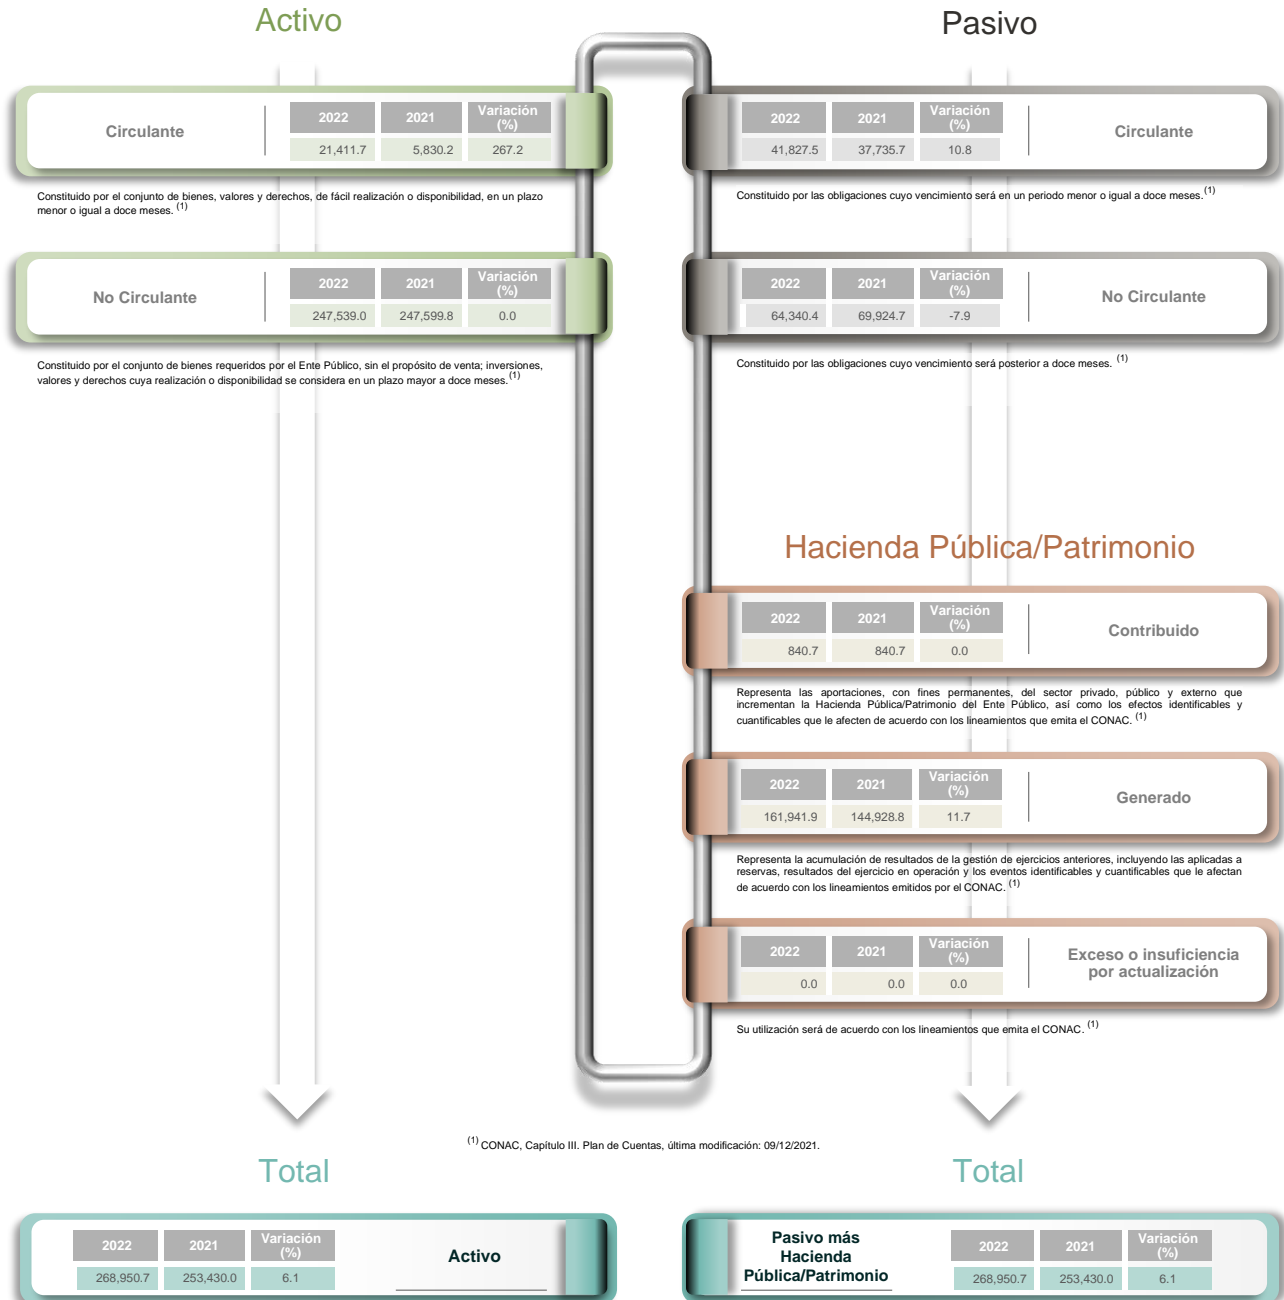 Activo
Circulante
2022 2021 Variación (%)
21,411.7 5,830.2 267.2
Constituido por el conjunto de bienes, valores y derechos, de fácil realización o disponibilidad, en un plazo
menor o igual a doce meses. (1)
No Circulante
2022 2021 Variación (%)
247,539.0 247,599.8 0.0
Constituido por el conjunto de bienes requeridos por el Ente Público, sin el propósito de venta; inversiones,
valores y derechos cuya realización o disponibilidad se considera en un plazo mayor a doce meses. (1)
Pasivo
2022 2021 Variación (%)
41,827.5 37,735.7 10.8
Circulante
Constituido por las obligaciones cuyo vencimiento será en un periodo menor o igual a doce meses. (1)
2022 2021 Variación (%)
64,340.4 69,924.7 -7.9
No Circulante
Constituido por las obligaciones cuyo vencimiento será posterior a doce meses. (1)
Hacienda Pública/Patrimonio
2022 2021 Variación (%)
840.7 840.7 0.0
Contribuido
Representa las aportaciones, con fines permanentes, del sector privado, público y externo que
incrementan la Hacienda Pública/Patrimonio del Ente Público, así como los efectos identificables y
cuantificables que le afecten de acuerdo con los lineamientos que emita el CONAC. (1)
2022 2021 Variación (%)
161,941.9 144,928.8 11.7
Generado
Representa la acumulación de resultados de la gestión de ejercicios anteriores, incluyendo las aplicadas a
reservas, resultados del ejercicio en operación y los eventos identificables y cuantificables que le afectan
de acuerdo con los lineamientos emitidos por el CONAC. (1)
2022 2021 Variación (%)
0.0 0.0 0.0
Exceso o insuficiencia
por actualización
Su utilización será de acuerdo con los lineamientos que emita el CONAC. (1)
(1) CONAC, Capítulo III. Plan de Cuentas, última modificación: 09/12/2021.
Total
2022 2021 Variación (%)
268,950.7 253,430.0 6.1
Activo
Total
Pasivo más
Hacienda
Pública/Patrimonio
2022 2021 Variación (%)
268,950.7 253,430.0 6.1